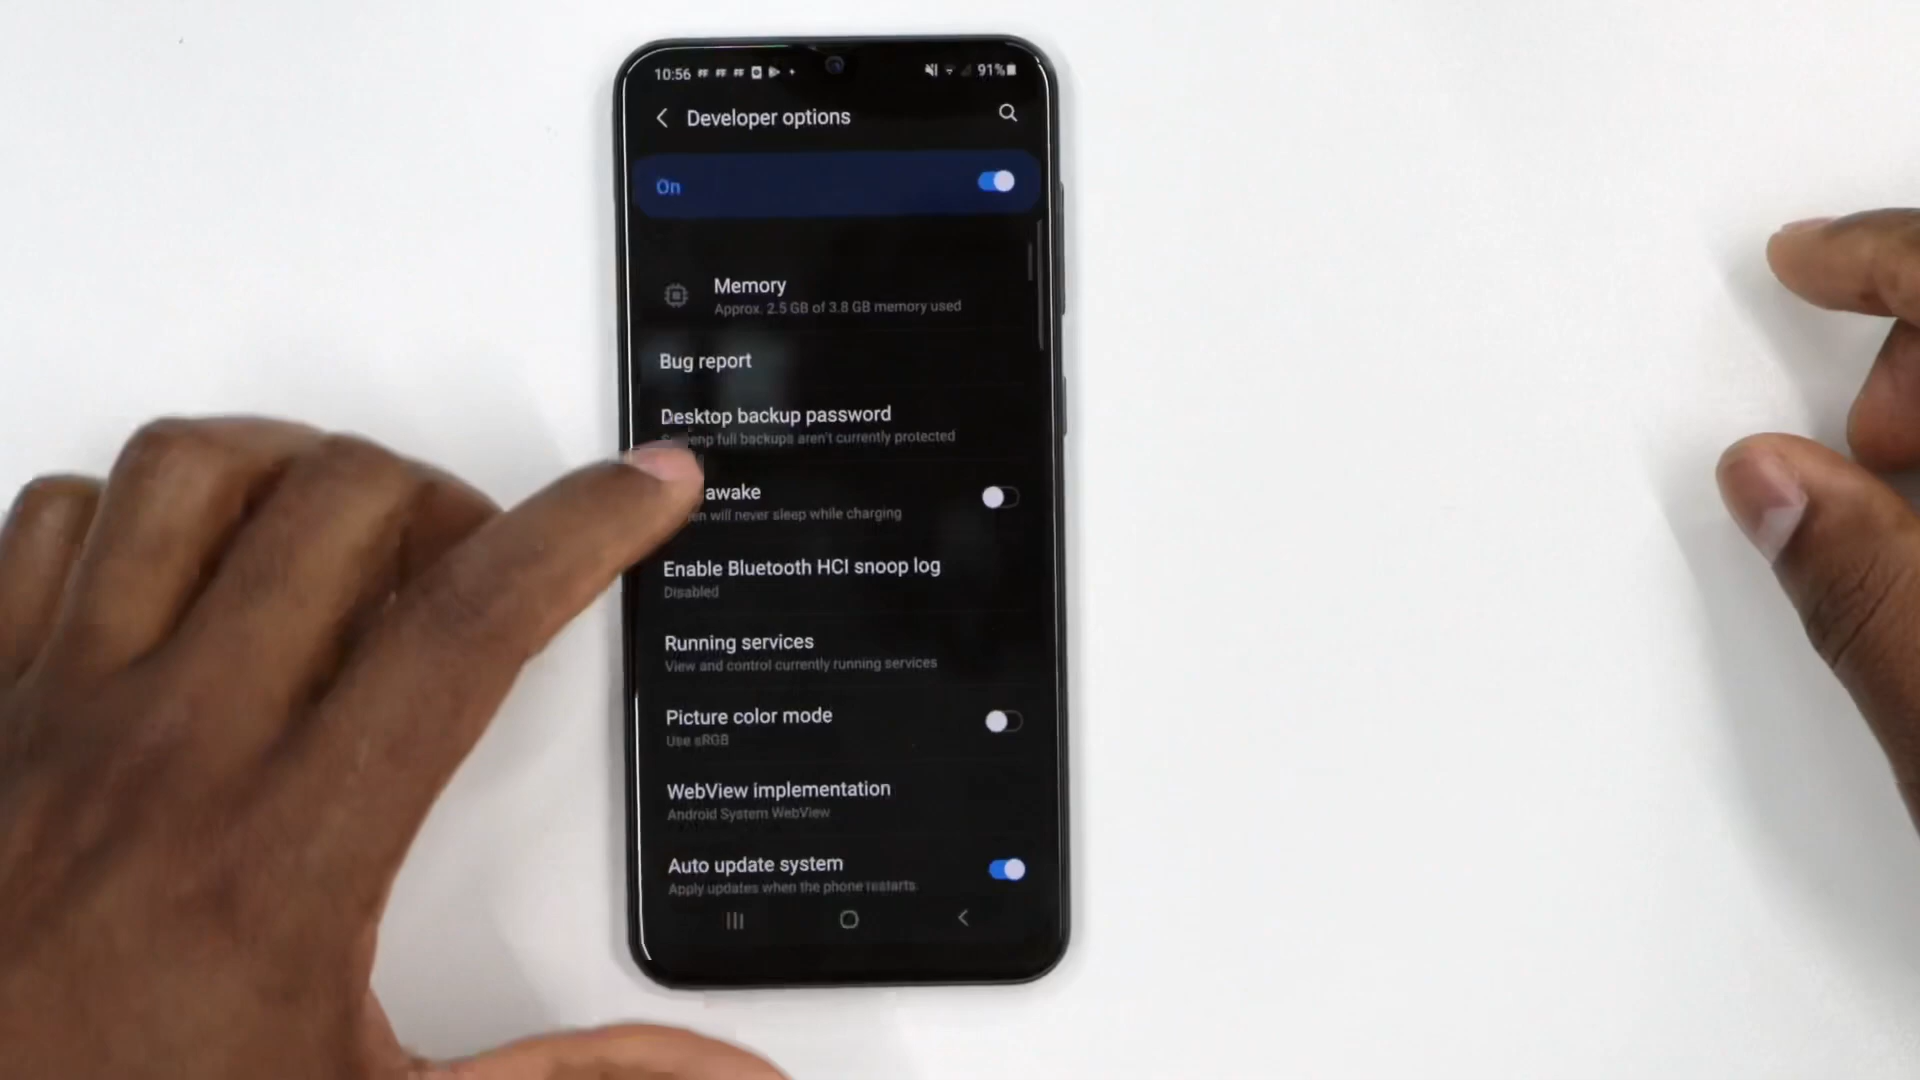 10:56
91%
Developer options
On
Memory
Approx. 2.5 GB of 3.8 GB memory used
Bug report
Desktop backup password
full backups aren't currently protected
awake
will never sleep while charging
Enable Bluetooth HCI snoop log
Disabled
Running services
View and control currently running services
Picture color mode
Use sRGB
WebView implementation
Android System WebView
Auto update system
Apply updates when the phone restarts.